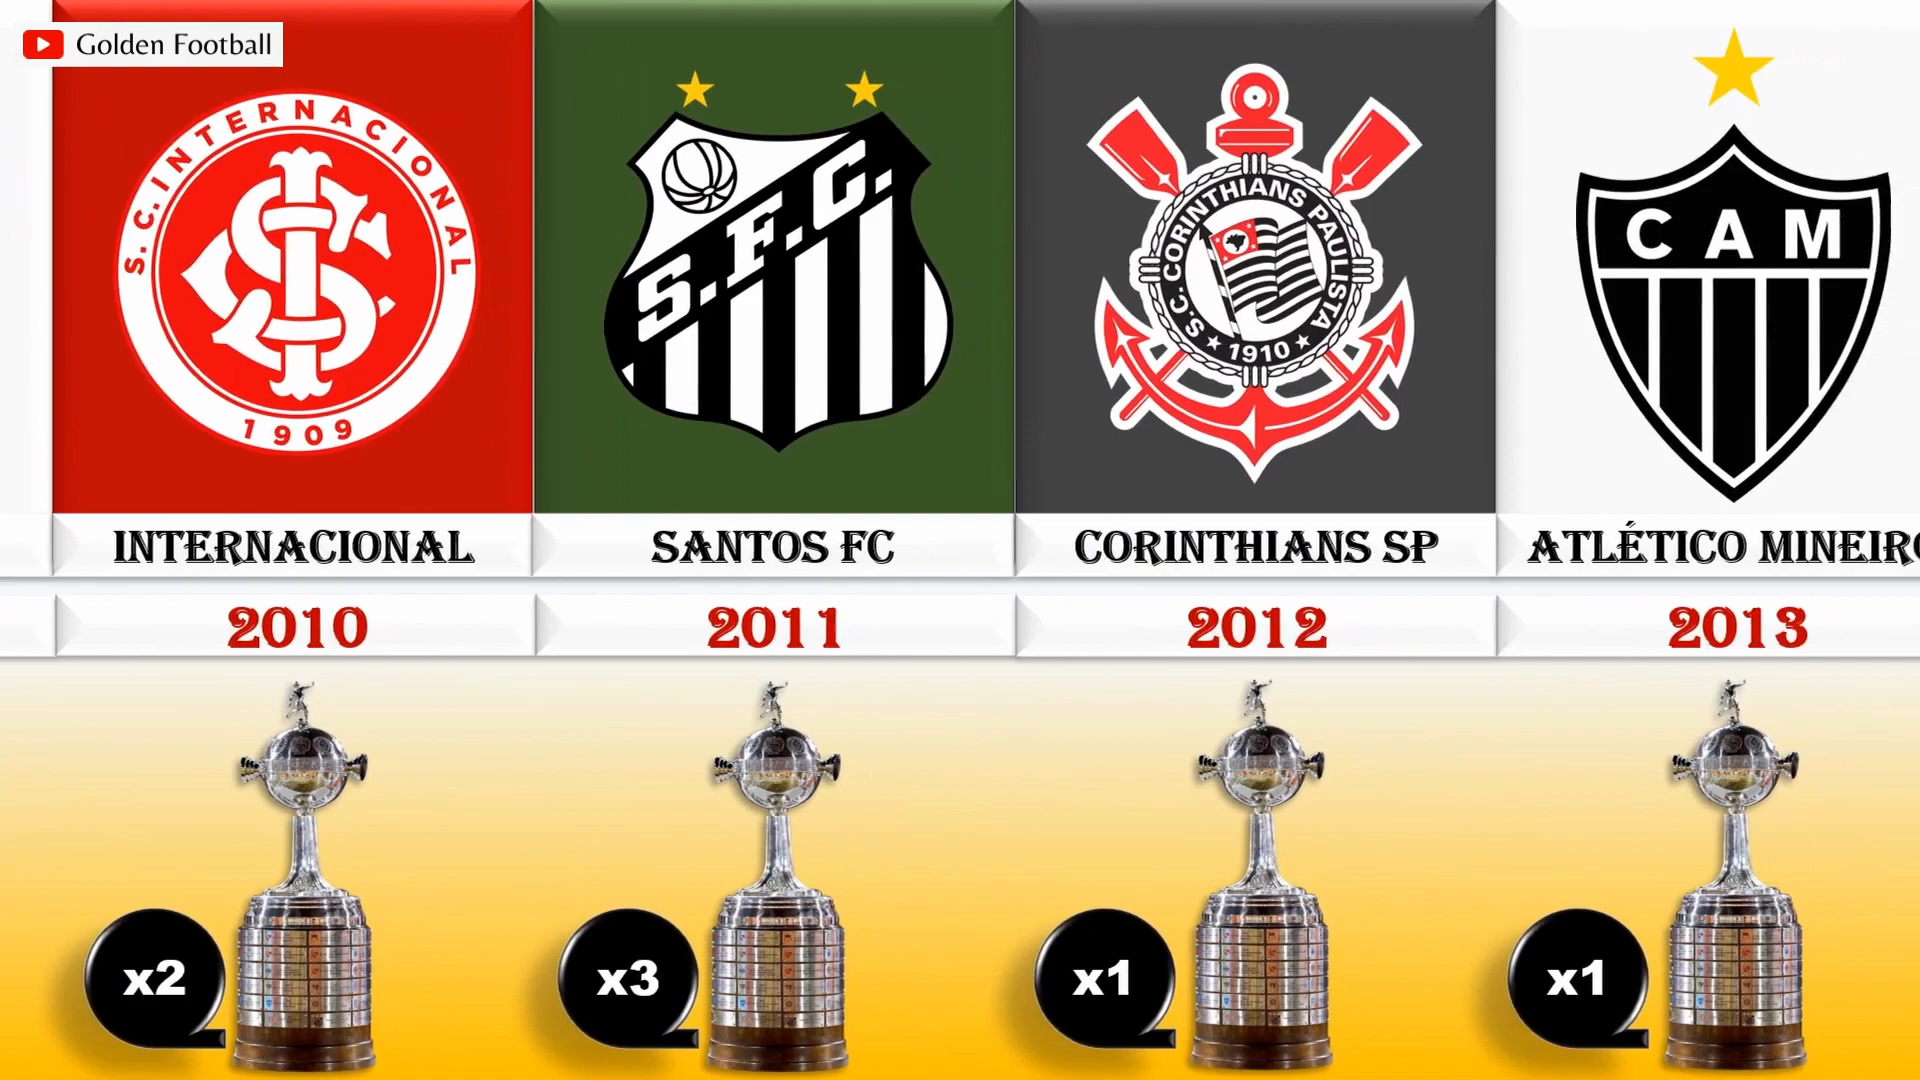 Golden Football
S.C. INTERNACIONAL
1909
S.F.C.
S.C. CORINTHIANS PAULISTA
1910
CAM
INTERNACIONAL
SANTOS FC
CORINTHIANS SP
ATLÉTICO MINEIRO
2010
2011
2012
2013
x2
x3
x1
x1